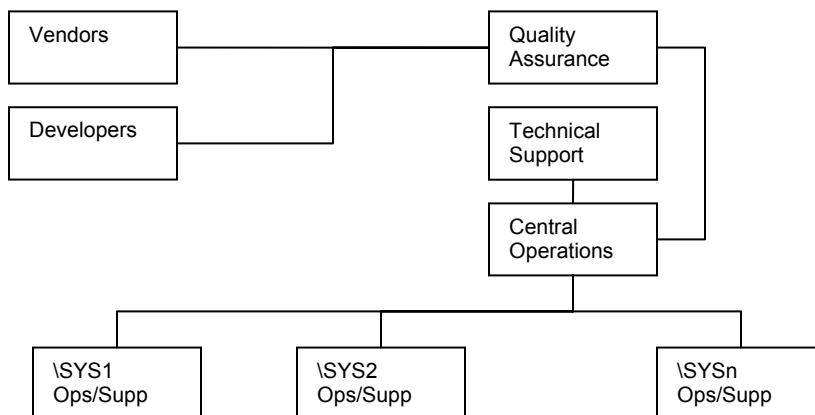 Vendors
Quality
Assurance
Developers
Technical
Support
Central
Operations
\SYS1
Ops/Supp
\SYS2
Ops/Supp
\SYSn
Ops/Supp